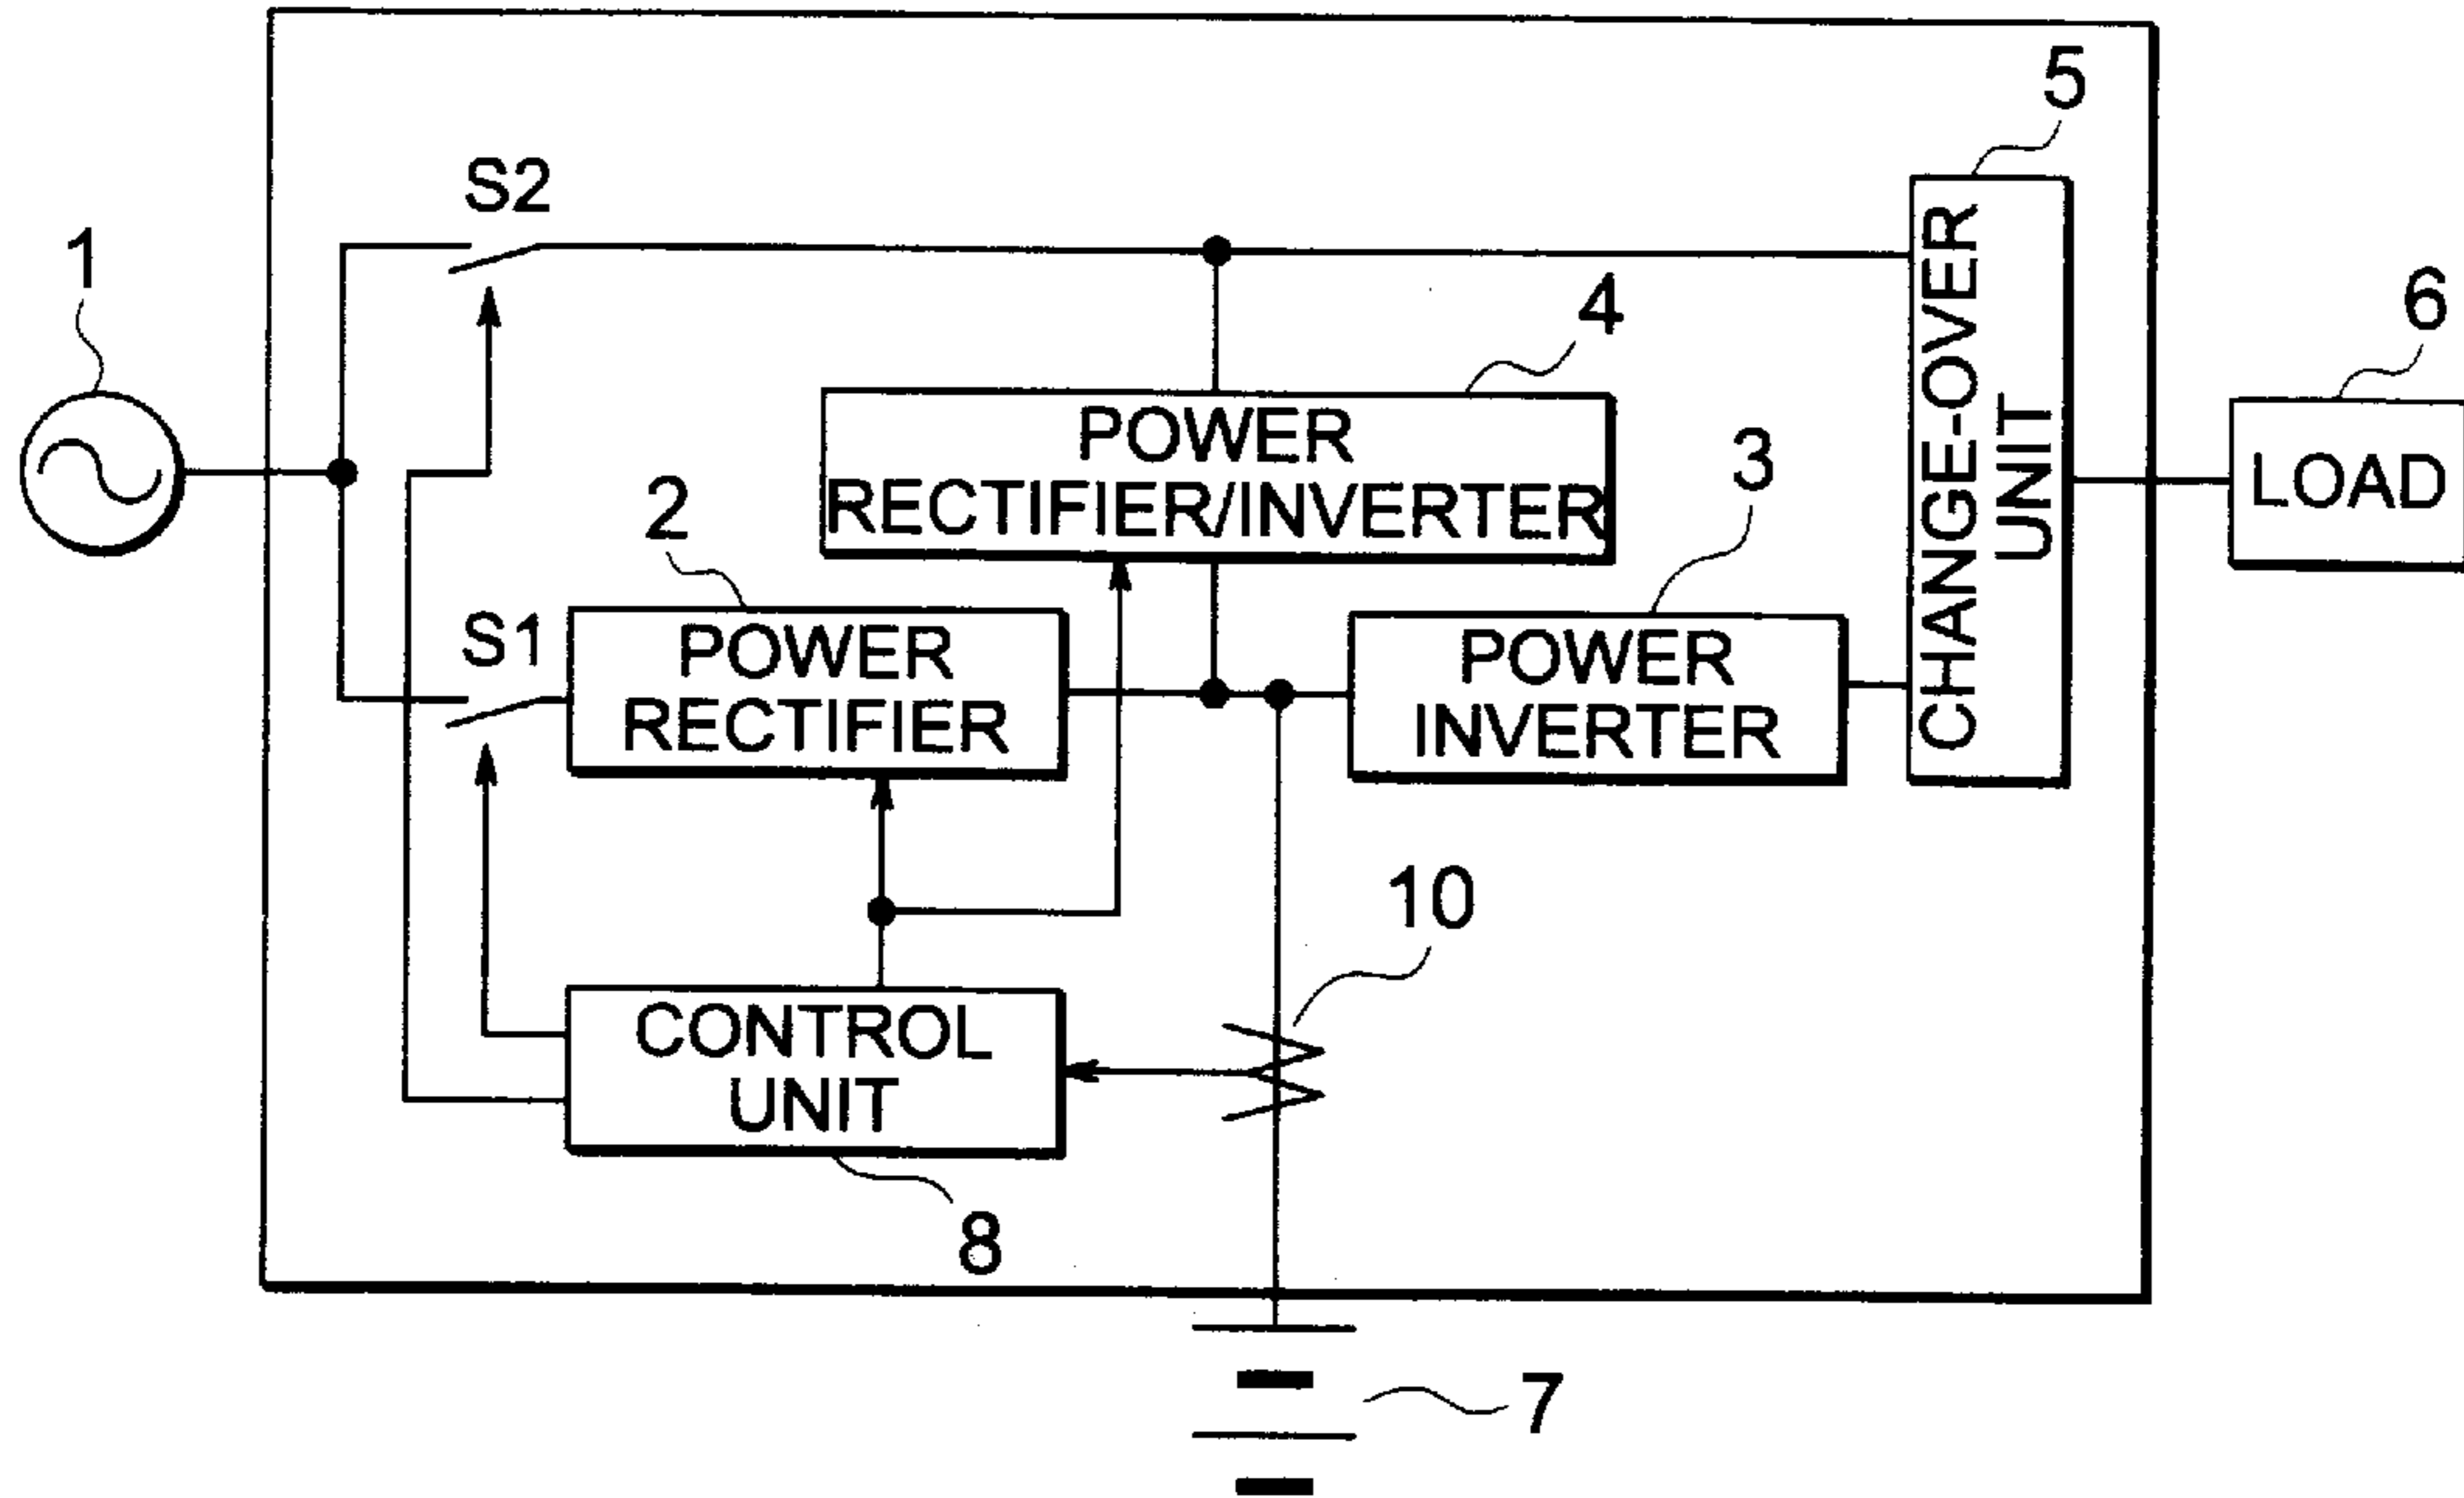 5
S2
1
4
6
POWER
RECTIFIER/INVERTER
CHANGE-OVER
UNIT
LOAD
2
3
S1
POWER
RECTIFIER
POWER
INVERTER
10
CONTROL
UNIT
8
7